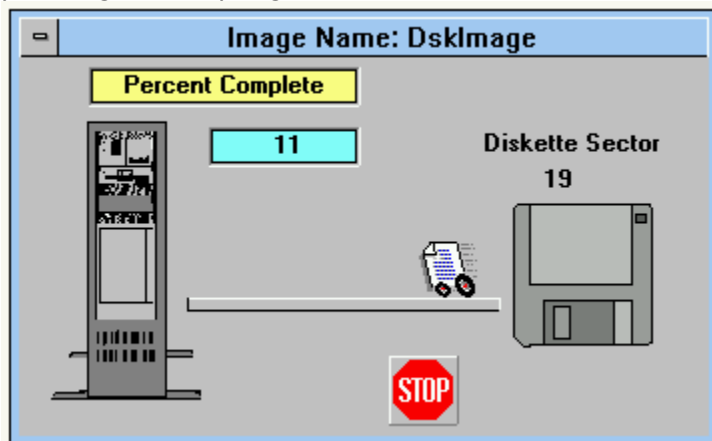 Image Name: DskImage
Percent Complete
11
Diskette Sector
19
STOP